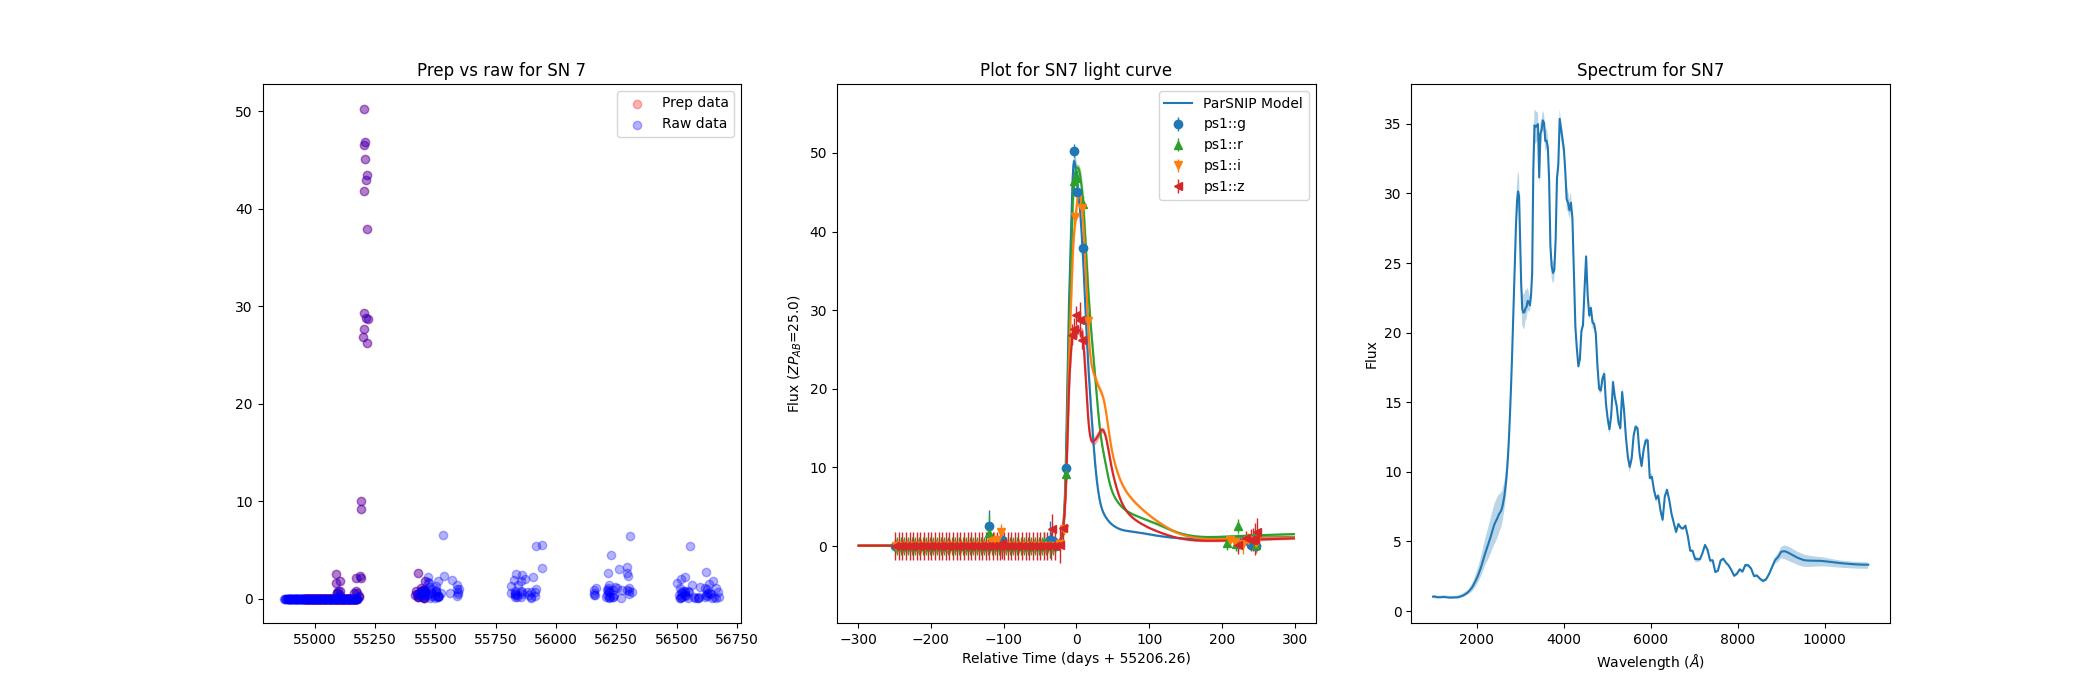 Prep vs raw for SN 7
Prep data
Raw data
50
40
30
20
10
0
55000 55250 55500 55750 56000 56250 56500 56750
Plot for SN7 light curve
ParSNIP Model
ps1::g
ps1::r
ps1::i
ps1::z
Flux (ZP_AB=25.0)
50
40
30
20
10
0
−300 −200 −100 0 100 200 300
Relative Time (days + 55206.26)
Spectrum for SN7
Flux
35
30
25
20
15
10
5
0
2000 4000 6000 8000 10000
Wavelength (Å)